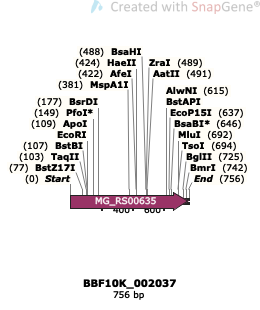 Created with SnapGene®
(488) BsaHI
(424) HaeII ZraI (489)
(422) AfeI AatII (491)
(381) MspA1I
AlwNI (615)
(177) BsrDI BstAPI
(149) PfoI* EcoP15I (637)
(109) ApoI BsaBI* (646)
EcoRI MluI (692)
(107) BstBI TsoI (694)
(103) TaqII BglII (725)
(77) BstZ17I BmrI (742)
(0) Start End (756)
MG_RS00635
400 600
BBF10K_002037
756 bp